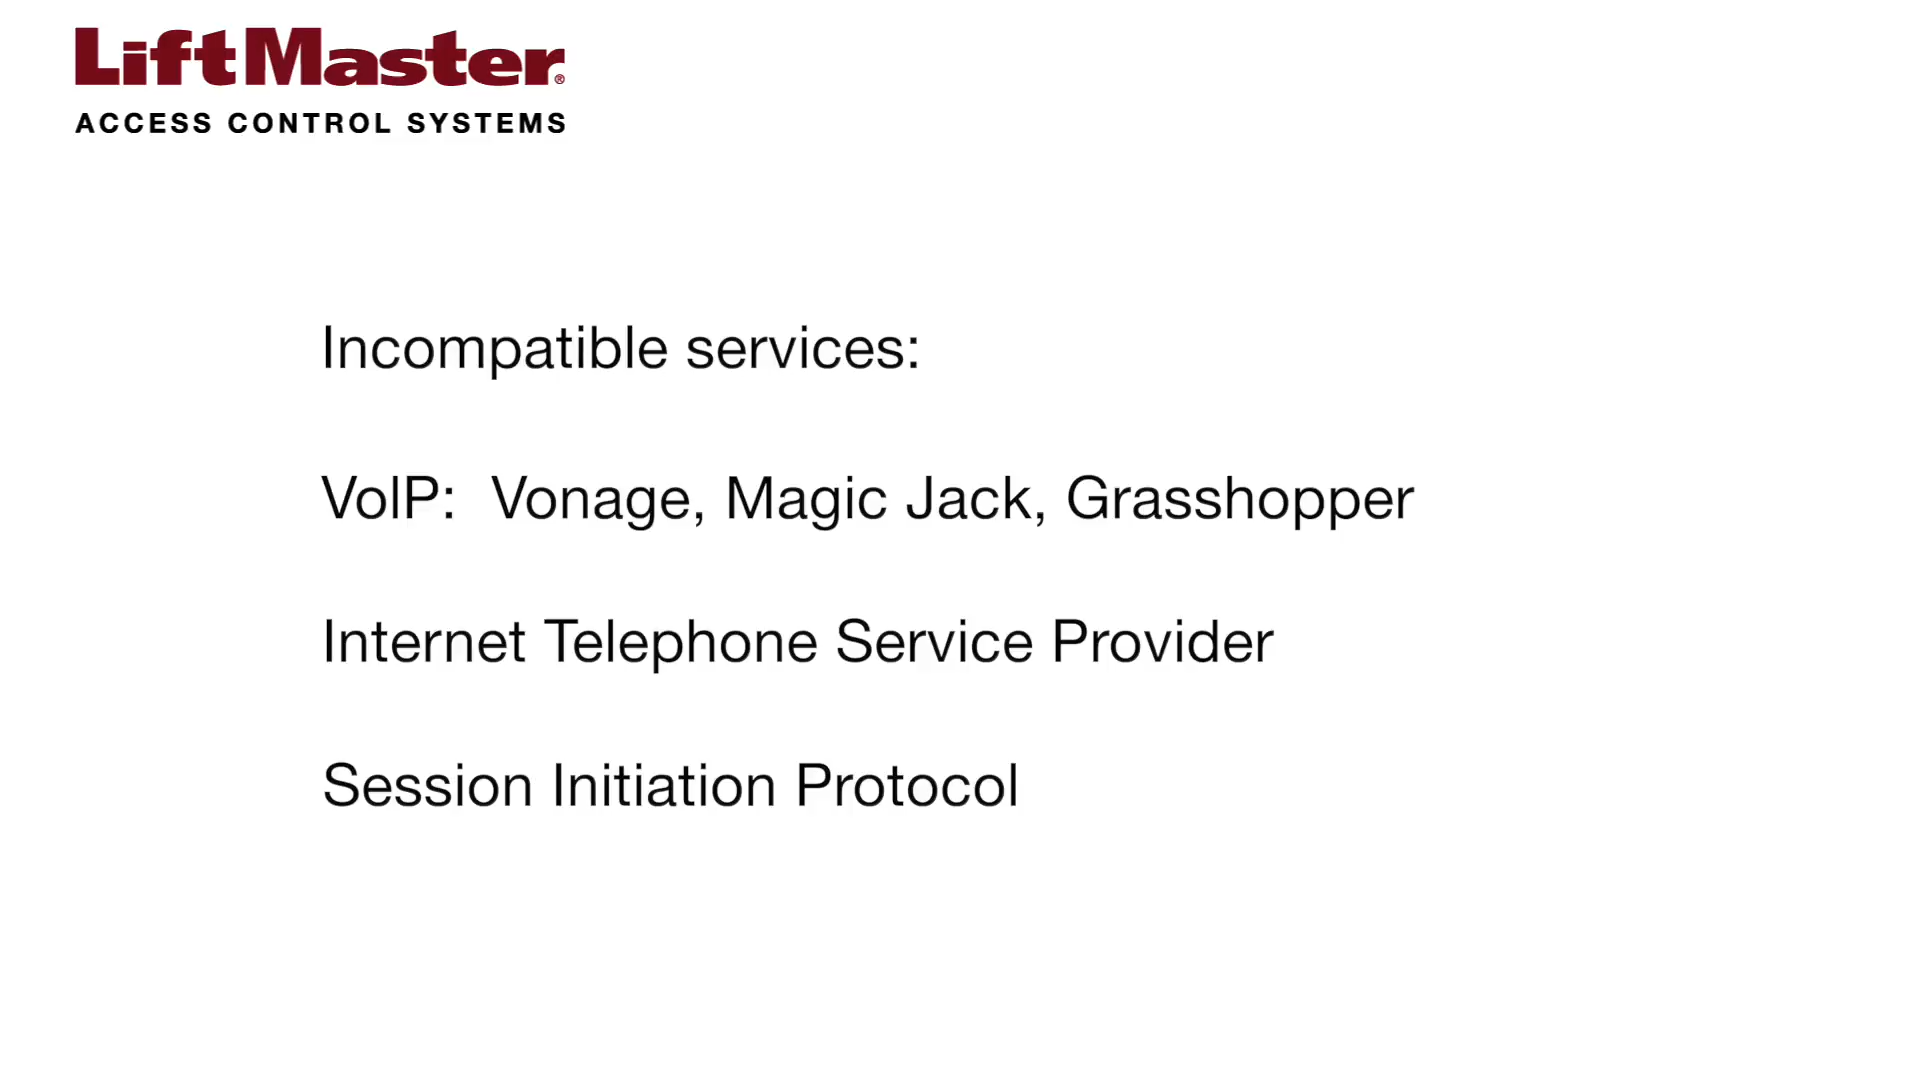 LiftMaster®
ACCESS CONTROL SYSTEMS
Incompatible services:
VoIP: Vonage, Magic Jack, Grasshopper
Internet Telephone Service Provider
Session Initiation Protocol